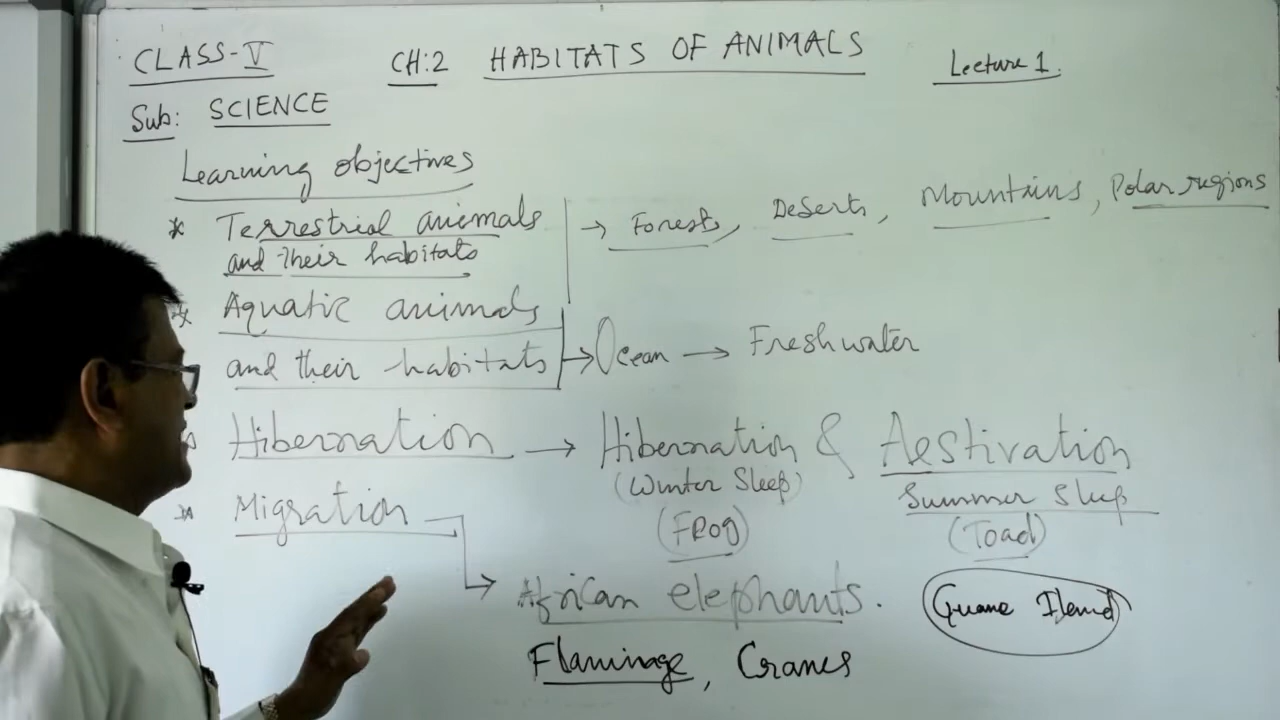 CLASS-V CH:2 HABITATS OF ANIMALS Lecture 1.
Sub: SCIENCE
Learning objectives
* Terrestrial animals → Forests, Deserts, Mountains, Polar regions
and their habitats
* Aquatic animals
and their habitats → Ocean → Freshwater
Hibernation → Hibernation & Aestivation
(Winter Sleep) Summer Sleep
* Migration (FROG) (Toad)
→ African elephants.
Flaminage, Cranes